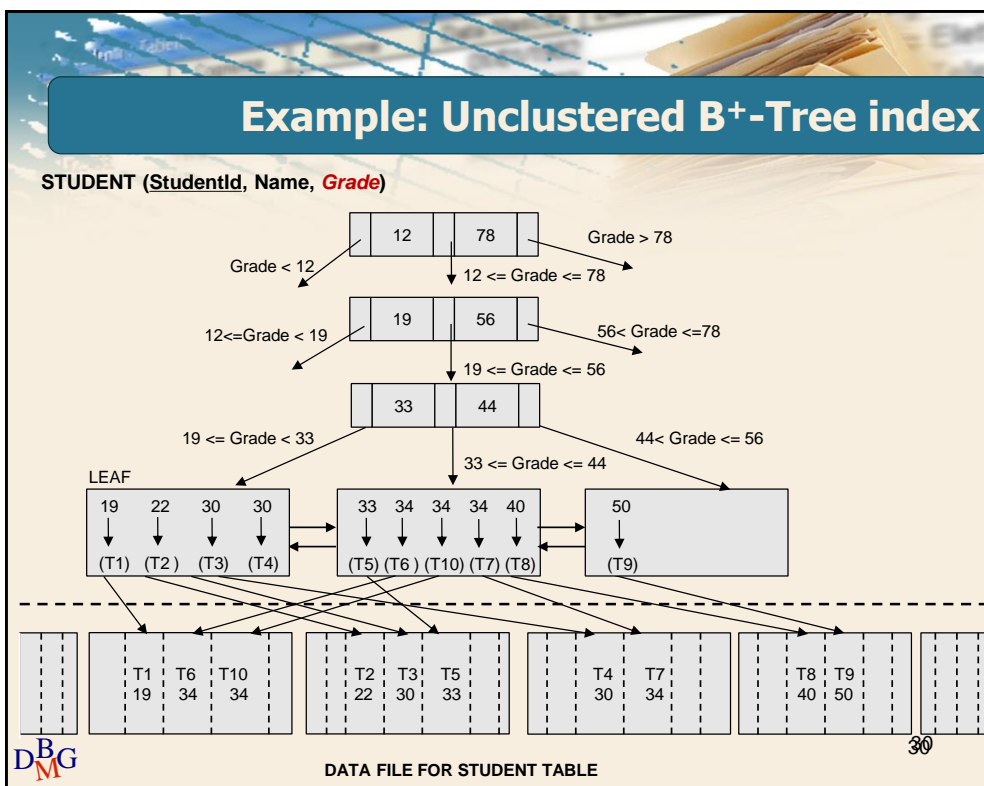 Example: Unclustered B+-Tree index
STUDENT (StudentId, Name, Grade)
12 78
Grade < 12
12 <= Grade <= 78
Grade > 78
19 56
12<=Grade < 19
19 <= Grade <= 56
56< Grade <=78
33 44
19 <= Grade < 33
33 <= Grade <= 44
44< Grade <= 56
LEAF
19 22 30 30
(T1) (T2 ) (T3) (T4)
33 34 34 34 40
(T5) (T6 ) (T10) (T7) (T8)
50
(T9)
T1 T6 T10
19 34 34
T2 T3 T5
22 30 33
T4 T7
30 34
T8 T9
40 50
DBMG
DATA FILE FOR STUDENT TABLE
30